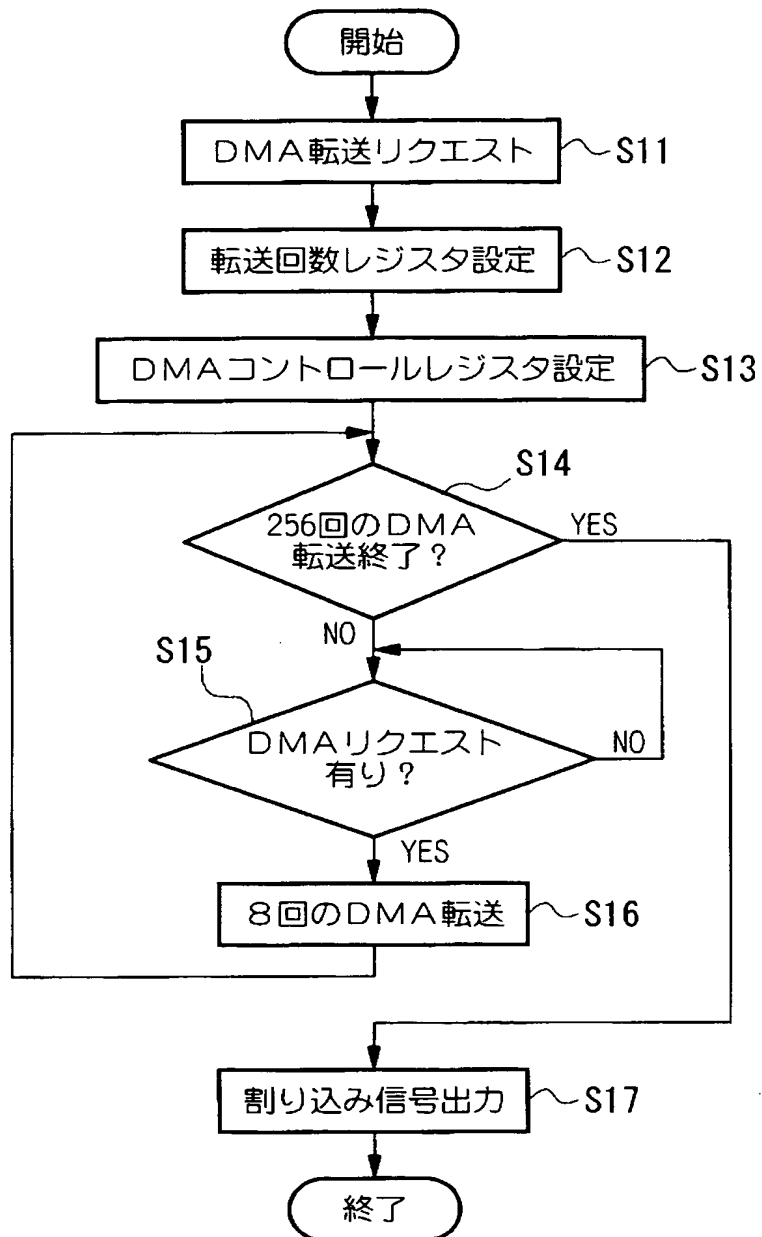 開始
DMA転送リクエスト
S11
転送回数レジスタ設定
S12
DMAコントロールレジスタ設定
S13
S14
256回のDMA
転送終了?
YES
NO
S15
DMAリクエスト
有り?
NO
YES
8回のDMA転送
S16
割り込み信号出力
S17
終了